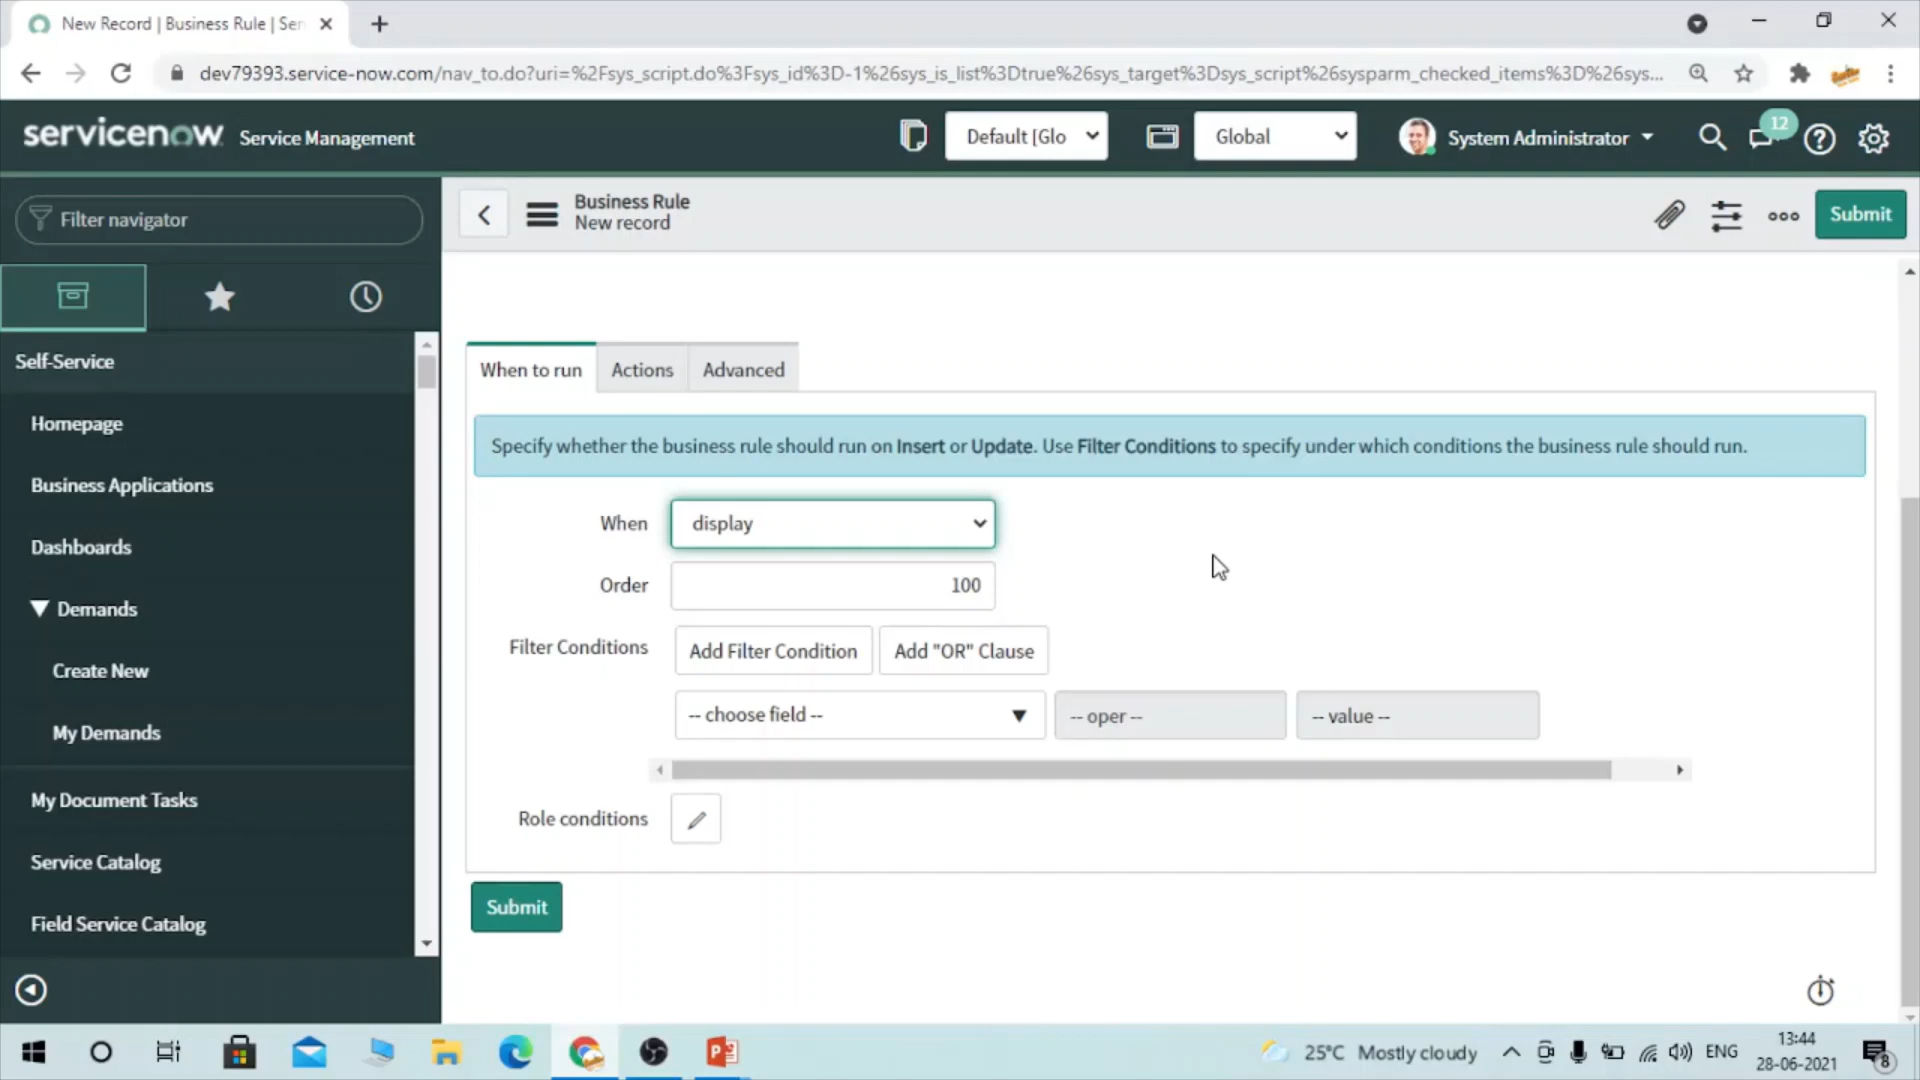 New Record | Business Rule | Ser
dev79393.service-now.com/nav_to.do?uri=%2Fsys_script.do%3Fsys_id%3D-1%26sys_is_list%3Dtrue%26sys_target%3Dsys_script%26sysparm_checked_items%3D%26sys...
servicenow Service Management
Default [Glo
Global
System Administrator
12
Filter navigator
Business Rule
New record
Submit
Self-Service
Homepage
Business Applications
Dashboards
Demands
Create New
My Demands
My Document Tasks
Service Catalog
Field Service Catalog
When to run
Actions
Advanced
Specify whether the business rule should run on Insert or Update. Use Filter Conditions to specify under which conditions the business rule should run.
When
display
Order
100
Filter Conditions
Add Filter Condition
Add "OR" Clause
-- choose field --
-- oper --
-- value --
Role conditions
Submit
25°C Mostly cloudy
ENG
13:44
28-06-2021
8